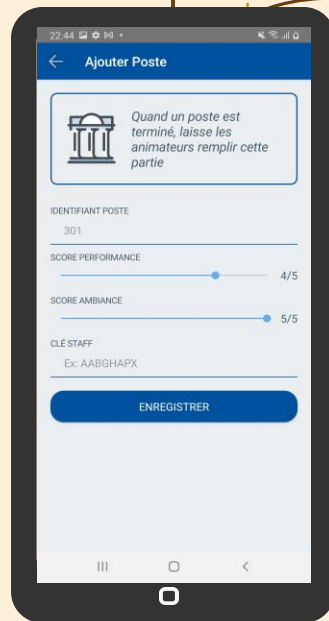 22:44
Ajouter Poste
Quand un poste est
terminé, laisse les
animateurs remplir cette
partie
IDENTIFIANT POSTE
301
SCORE PERFORMANCE
4/5
SCORE AMBIANCE
5/5
CLÉ STAFF
Ex: AABGHAPX
ENREGISTRER